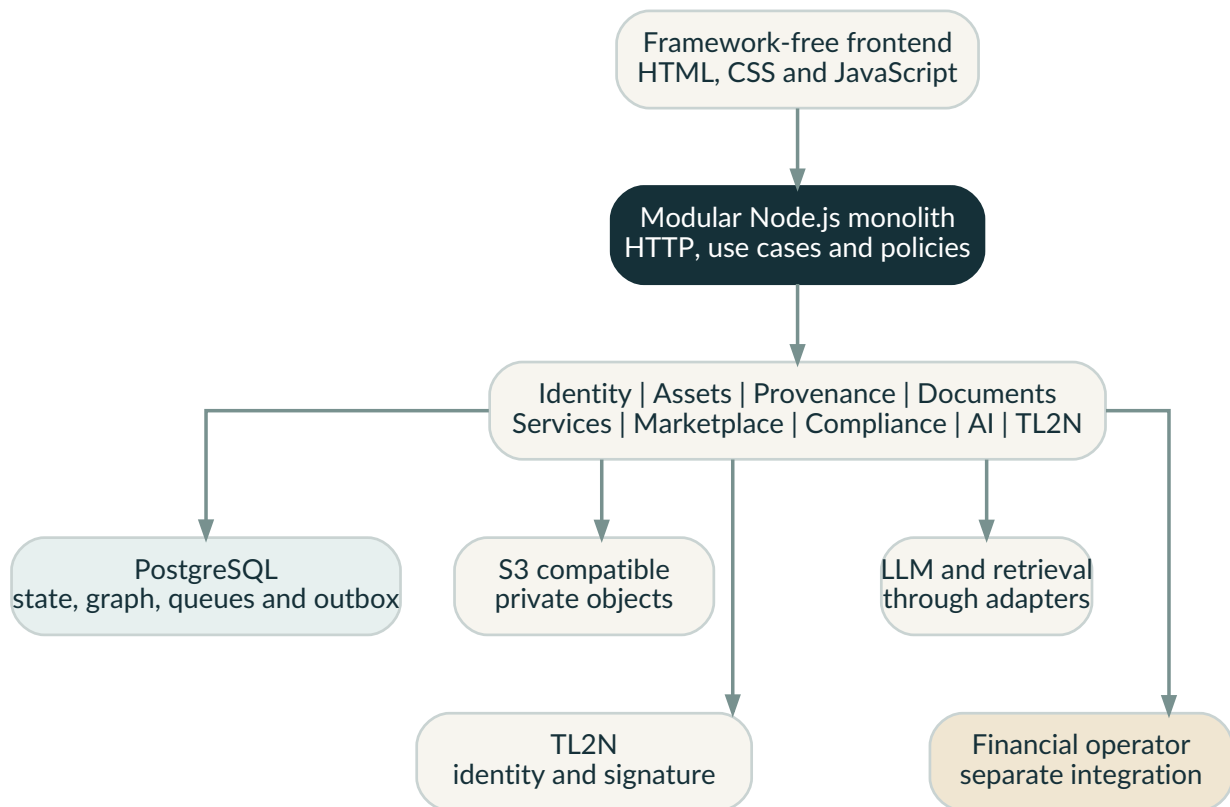 Framework-free frontend
HTML, CSS and JavaScript
Modular Node.js monolith
HTTP, use cases and policies
Identity | Assets | Provenance | Documents
Services | Marketplace | Compliance | AI | TL2N
PostgreSQL
state, graph, queues and outbox
S3 compatible
private objects
LLM and retrieval
through adapters
TL2N
identity and signature
Financial operator
separate integration